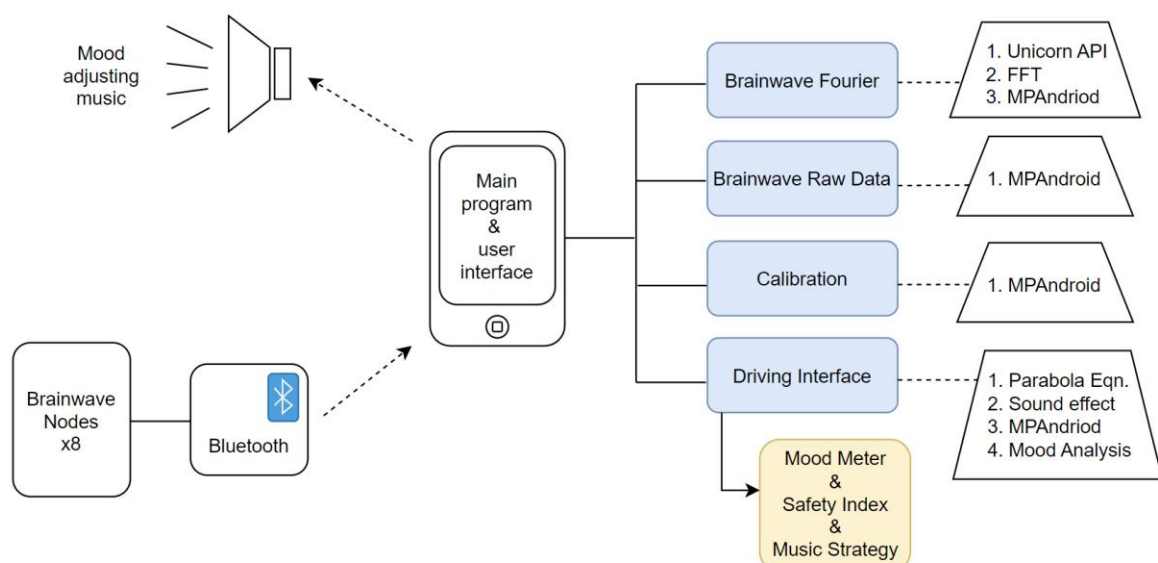 Mood
adjusting
music
Main
program
&
user
interface
Brainwave
Nodes
x8
Bluetooth
Brainwave Fourier
1. Unicorn API
2. FFT
3. MPAndriod
Brainwave Raw Data
1. MPAndroid
Calibration
1. MPAndroid
Driving Interface
1. Parabola Eqn.
2. Sound effect
3. MPAndriod
4. Mood Analysis
Mood Meter
&
Safety Index
&
Music Strategy